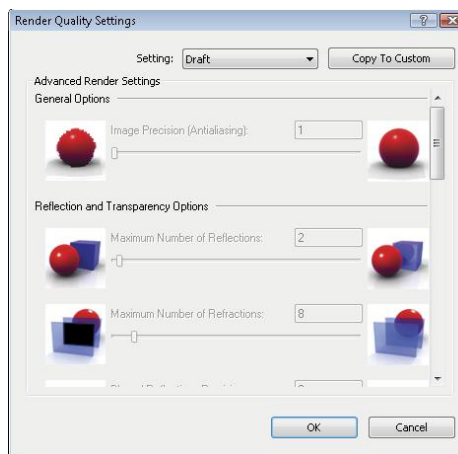 Render Quality Settings
Setting: Draft Copy To Custom
Advanced Render Settings
General Options
Image Precision (Antialiasing): 1
Reflection and Transparency Options
Maximum Number of Reflections: 2
Maximum Number of Refractions: 8
OK Cancel